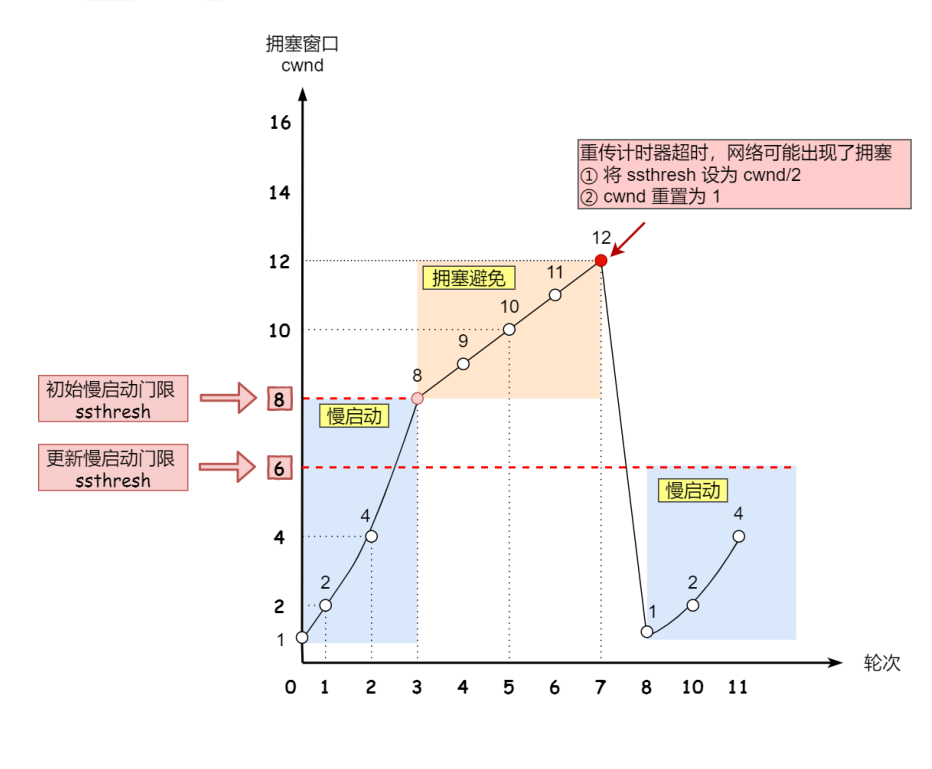 拥塞窗口
cwnd
16
14
12
10
8
6
4
2
1
重传计时器超时，网络可能出现了拥塞
① 将 ssthresh 设为 cwnd/2
② cwnd 重置为 1
初始慢启动门限
ssthresh
更新慢启动门限
ssthresh
慢启动
拥塞避免
慢启动
2
4
8
9
10
11
12
1
2
4
0 1 2 3 4 5 6 7 8 10 11
轮次